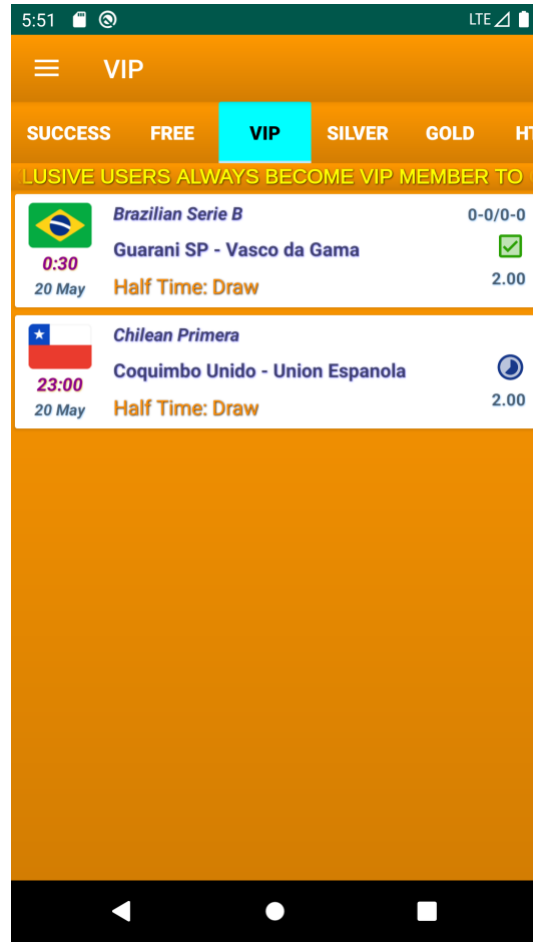 5:51
LTE
VIP
SUCCESS FREE VIP SILVER GOLD
LUSIVE USERS ALWAYS BECOME VIP MEMBER TO
Brazilian Serie B 0-0/0-0
Guarani SP - Vasco da Gama
0:30
20 May Half Time: Draw 2.00
Chilean Primera
Coquimbo Unido - Union Espanola
23:00
20 May Half Time: Draw 2.00